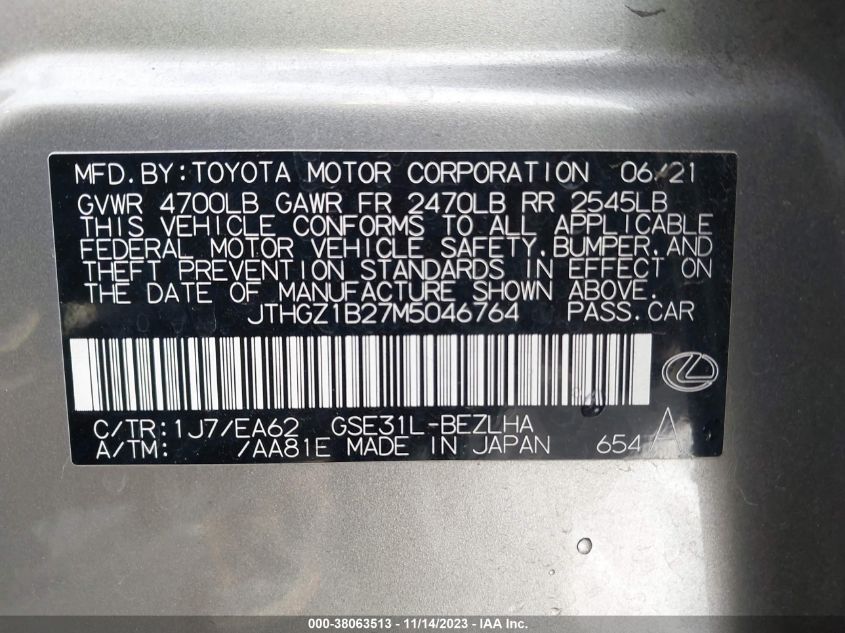 MFD. BY: TOYOTA MOTOR CORPORATION 06/21
GVWR 4700LB GAWR FR 2470LB RR 2545LB
THIS VEHICLE CONFORMS TO ALL APPLICABLE
FEDERAL MOTOR VEHICLE SAFETY, BUMPER, AND
THEFT PREVENTION STANDARDS IN EFFECT ON
THE DATE OF MANUFACTURE SHOWN ABOVE.
JTHGZ1B27M5046764 PASS. CAR
C/TR: 1J7/EA62 GSE31L-BEZLHA
A/TM: /AA81E MADE IN JAPAN 654 A
000-38063513 - 11/14/2023 - IAA Inc.